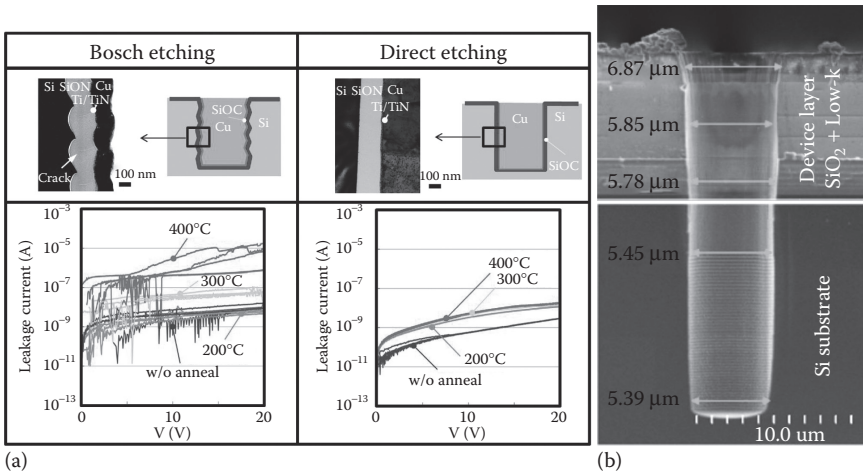 (a)
Bosch etching
Direct etching
Si SiON Cu
Ti/TiN
Crack
100 nm
SiOC
Cu
Si
Si SiON Cu
Ti/TiN
100 nm
Cu
Si
SiOC
Leakage current (A)
10⁻³
10⁻⁵
10⁻⁷
10⁻⁹
10⁻¹¹
10⁻¹³
400°C
300°C
200°C
w/o anneal
0
10
20
V (V)
Leakage current (A)
10⁻³
10⁻⁵
10⁻⁷
10⁻⁹
10⁻¹¹
10⁻¹³
400°C
300°C
200°C
w/o anneal
0
10
20
V (V)
(b)
6.87 μm
5.85 μm
5.78 μm
5.45 μm
5.39 μm
Device layer
SiO₂ + Low-k
Si substrate
10.0 um